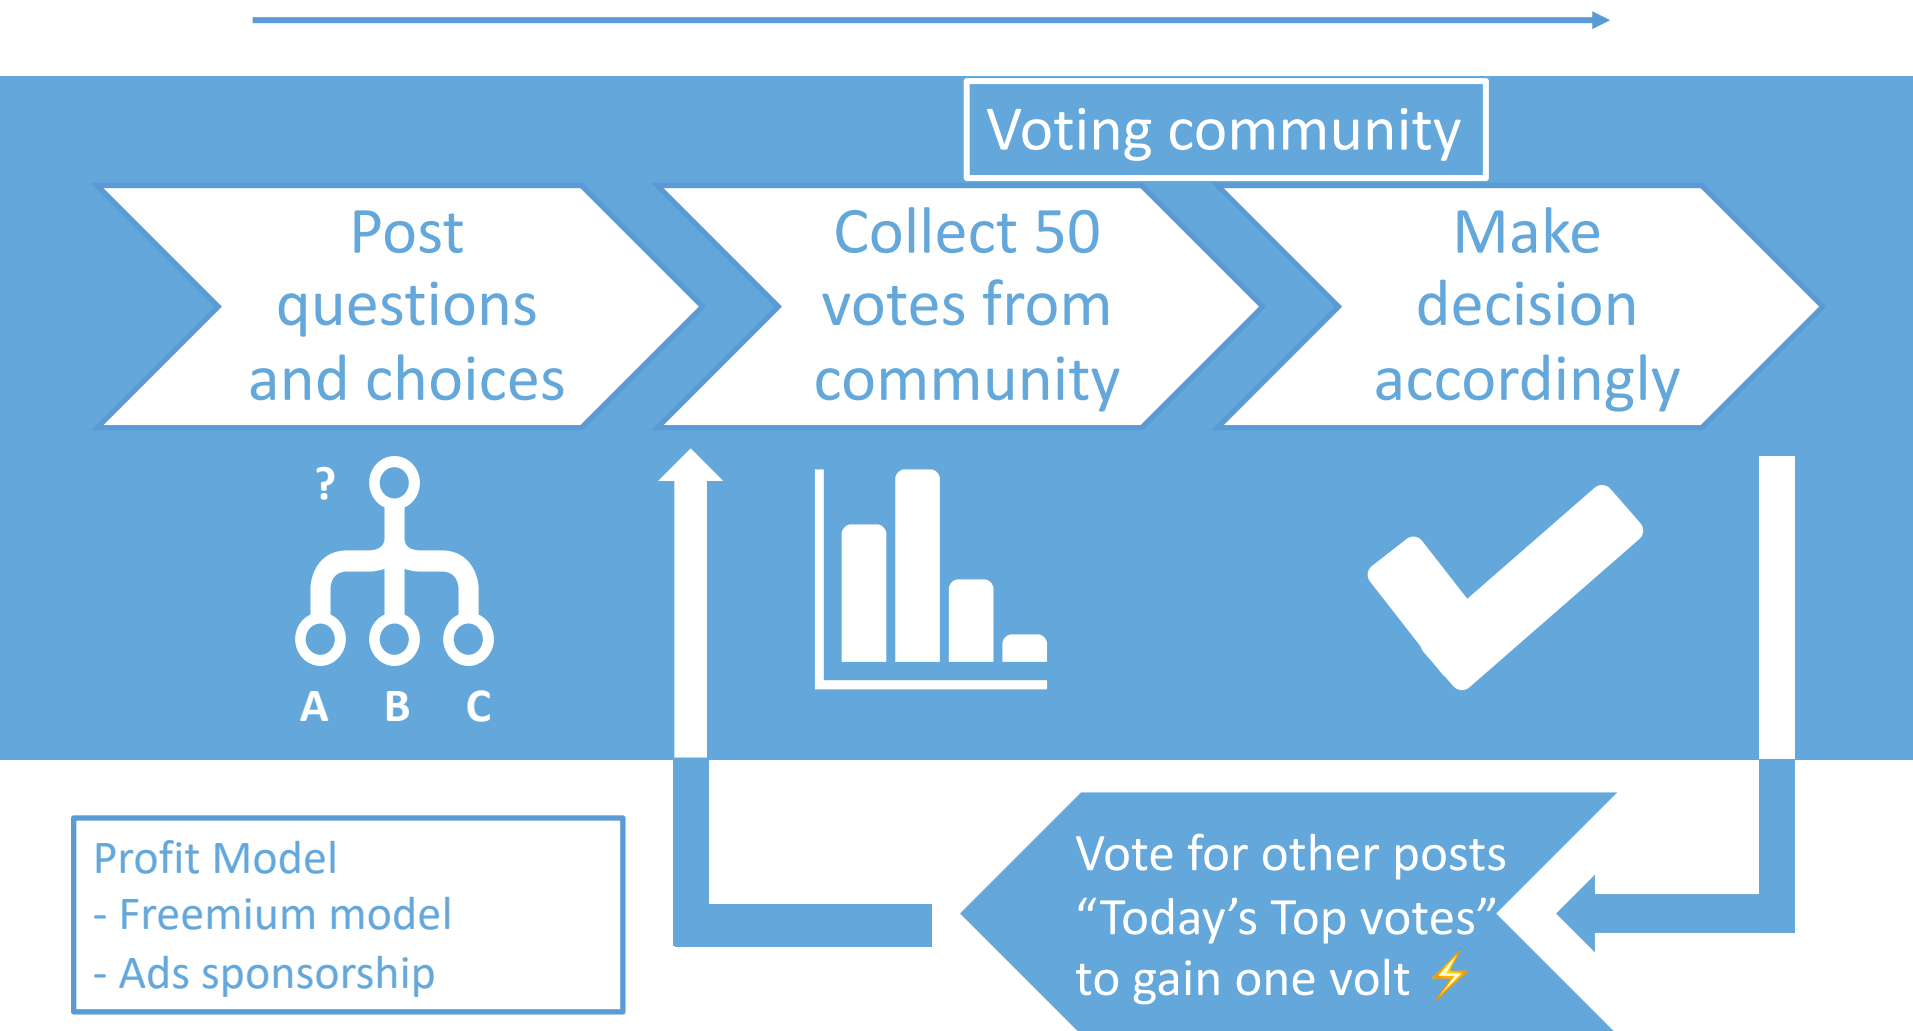 Voting community
Post
questions
and choices
Collect 50
votes from
community
Make
decision
accordingly
?
A B C
Profit Model
- Freemium model
- Ads sponsorship
Vote for other posts
“Today’s Top votes”
to gain one volt ⚡